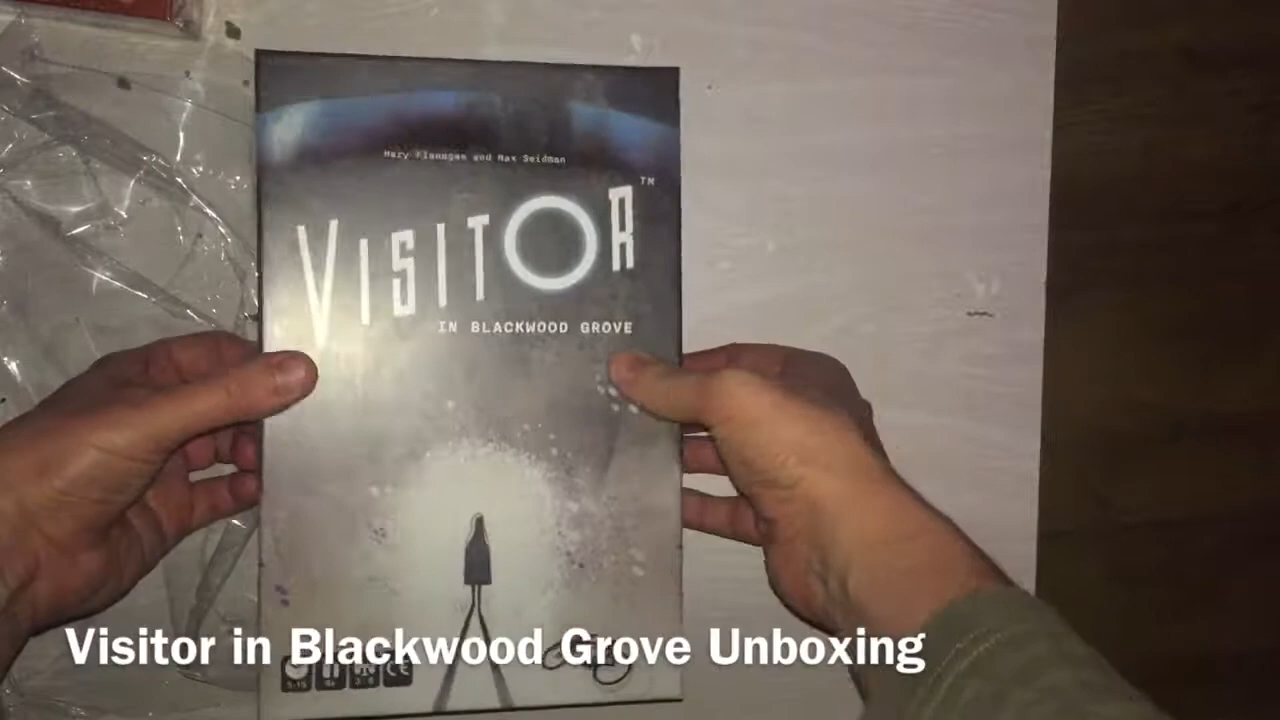 Mary Flanagan and Max Seidman
VISITOR™
IN BLACKWOOD GROVE
Visitor in Blackwood Grove Unboxing